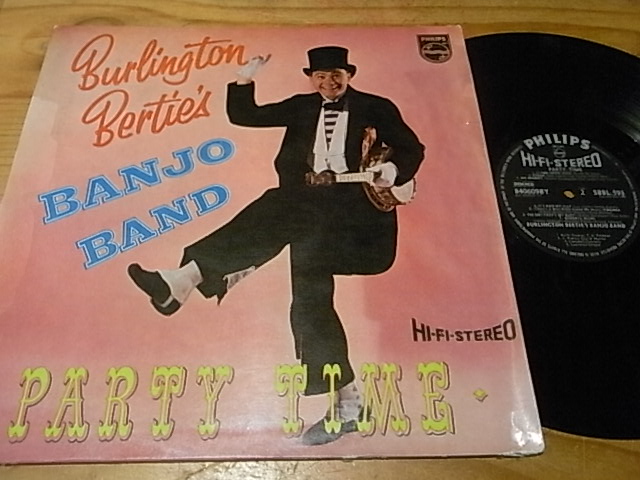 Burlington
Bertie's
BANJO
BAND
PHILIPS
HI-FI-STEREO
PARTY TIME
PHILIPS
HI-FI-STEREO
PARTY TIME
SBBL.595
BURLINGTON BERTIE'S BANJO BAND